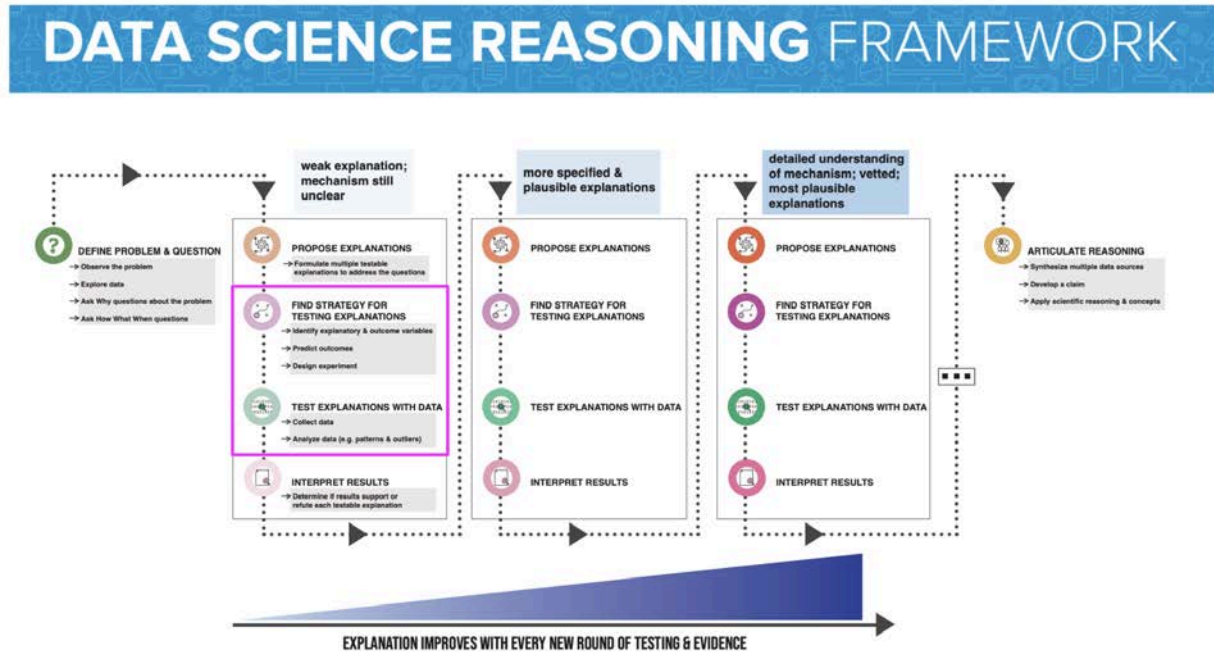 DATA SCIENCE REASONING FRAMEWORK
weak explanation;
mechanism still
unclear
more specified &
plausible explanations
detailed understanding
of mechanism; vetted;
most plausible
explanations
?
DEFINE PROBLEM & QUESTION
Observe the problem
Explore data
Ask Why questions about the problem
Ask How What When questions
PROPOSE EXPLANATIONS
Formulate multiple testable
explanations to address the questions
FIND STRATEGY FOR
TESTING EXPLANATIONS
Identify explanatory & outcome variables
Predict outcomes
Design experiment
TEST EXPLANATIONS WITH DATA
Collect data
Analyze data (e.g. patterns & outliers)
INTERPRET RESULTS
Determine if results support or
refute each testable explanation
PROPOSE EXPLANATIONS
FIND STRATEGY FOR
TESTING EXPLANATIONS
TEST EXPLANATIONS WITH DATA
INTERPRET RESULTS
PROPOSE EXPLANATIONS
FIND STRATEGY FOR
TESTING EXPLANATIONS
TEST EXPLANATIONS WITH DATA
INTERPRET RESULTS
ARTICULATE REASONING
Synthesize multiple data sources
Develop a claim
Apply scientific reasoning & concepts
EXPLANATION IMPROVES WITH EVERY NEW ROUND OF TESTING & EVIDENCE